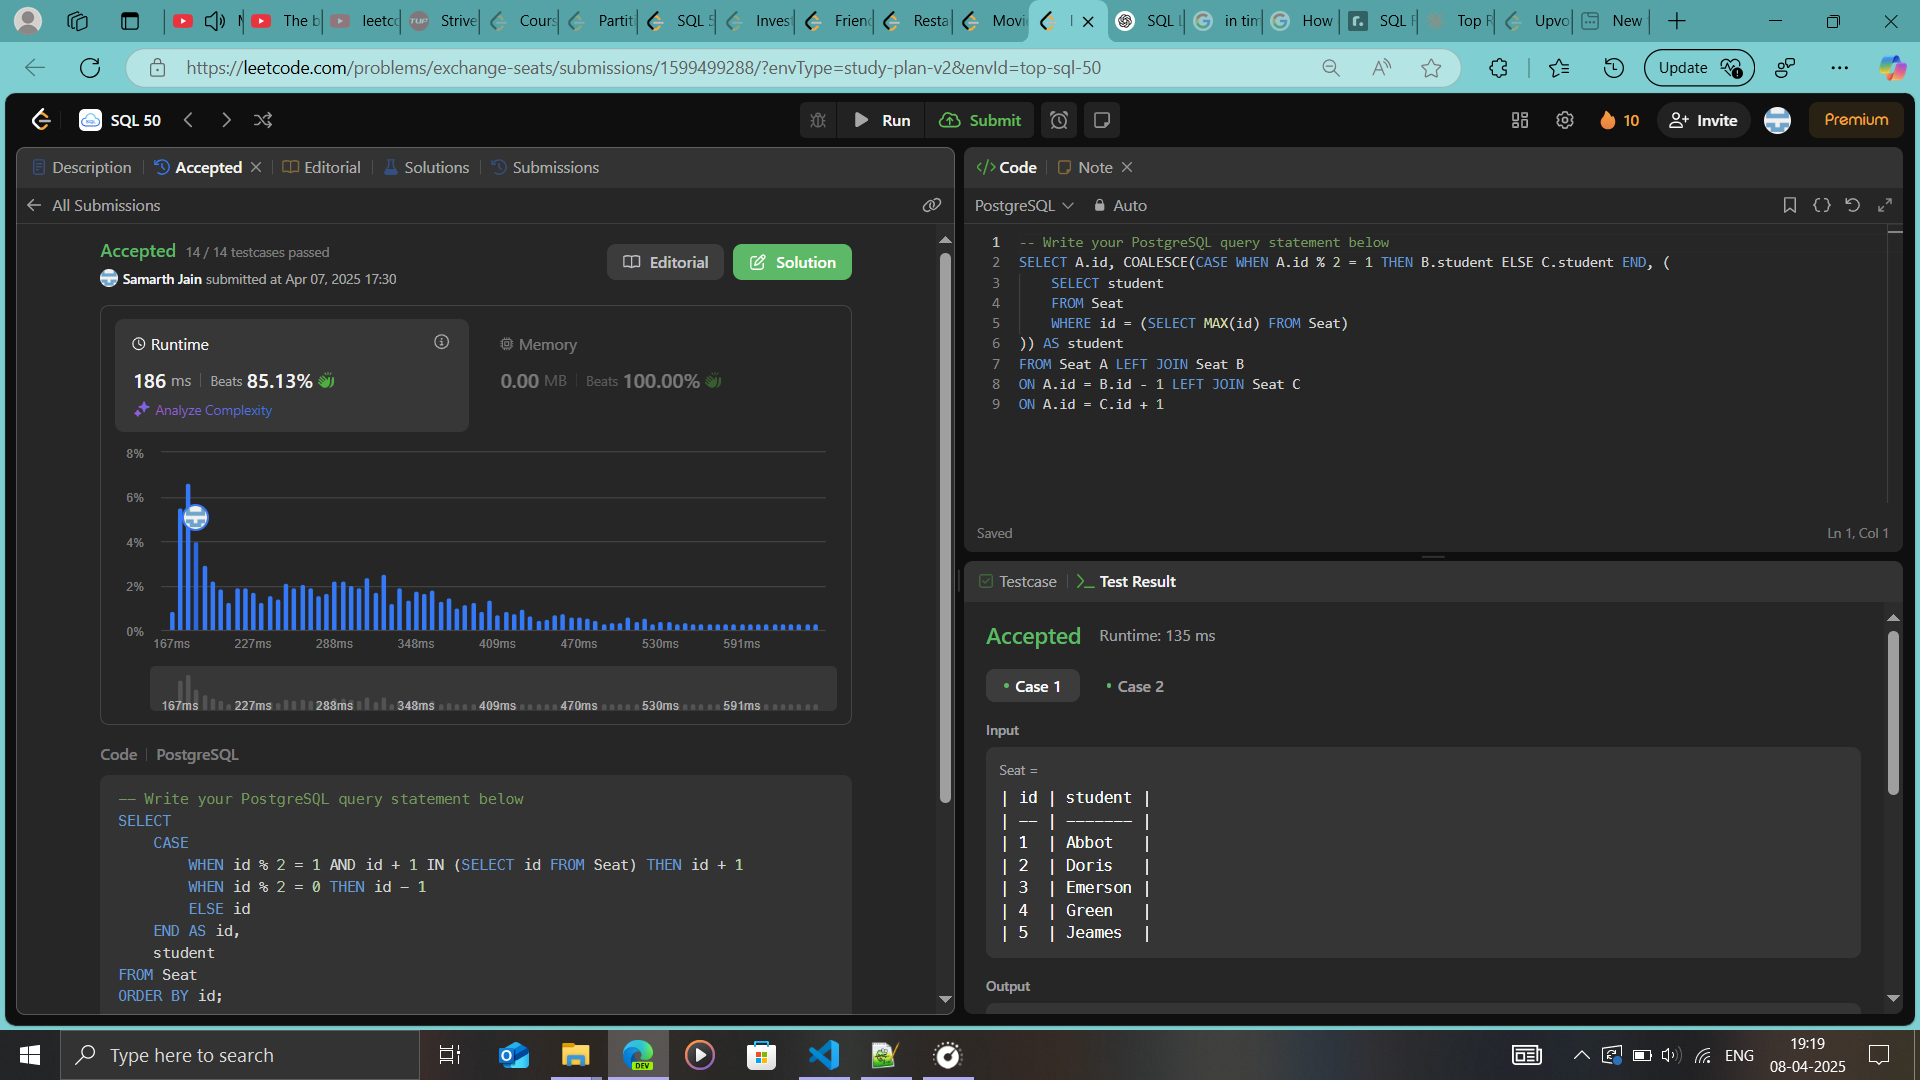 The b
leetc
Strive
Cours
Partiti
SQL 5
Invest
Friend
Resta
Movi
SQL L
in tim
How
SQL F
Top R
Upvo
New
https://leetcode.com/problems/exchange-seats/submissions/1599499288/?envType=study-plan-v2&envId=top-sql-50
Update
SQL 50
Run
Submit
10
Invite
Premium
Description
Accepted
Editorial
Solutions
Submissions
All Submissions
Accepted 14 / 14 testcases passed
Samarth Jain submitted at Apr 07, 2025 17:30
Editorial
Solution
Runtime
186 ms Beats 85.13%
Analyze Complexity
Memory
0.00 MB Beats 100.00%
8%
6%
4%
2%
0%
167ms 227ms 288ms 348ms 409ms 470ms 530ms 591ms
167ms 227ms 288ms 348ms 409ms 470ms 530ms 591ms
Code PostgreSQL
-- Write your PostgreSQL query statement below
SELECT
CASE
WHEN id % 2 = 1 AND id + 1 IN (SELECT id FROM Seat) THEN id + 1
WHEN id % 2 = 0 THEN id - 1
ELSE id
END AS id,
student
FROM Seat
ORDER BY id;
</> Code
Note
PostgreSQL
Auto
1 -- Write your PostgreSQL query statement below
2 SELECT A.id, COALESCE(CASE WHEN A.id % 2 = 1 THEN B.student ELSE C.student END, (
3 SELECT student
4 FROM Seat
5 WHERE id = (SELECT MAX(id) FROM Seat)
6 )) AS student
7 FROM Seat A LEFT JOIN Seat B
8 ON A.id = B.id - 1 LEFT JOIN Seat C
9 ON A.id = C.id + 1
Saved
Ln 1, Col 1
Testcase
Test Result
Accepted Runtime: 135 ms
Case 1
Case 2
Input
Seat =
| id | student |
| -- | ------- |
| 1 | Abbot |
| 2 | Doris |
| 3 | Emerson |
| 4 | Green |
| 5 | Jeames |
Output
Type here to search
DEV
ENG
19:19
08-04-2025